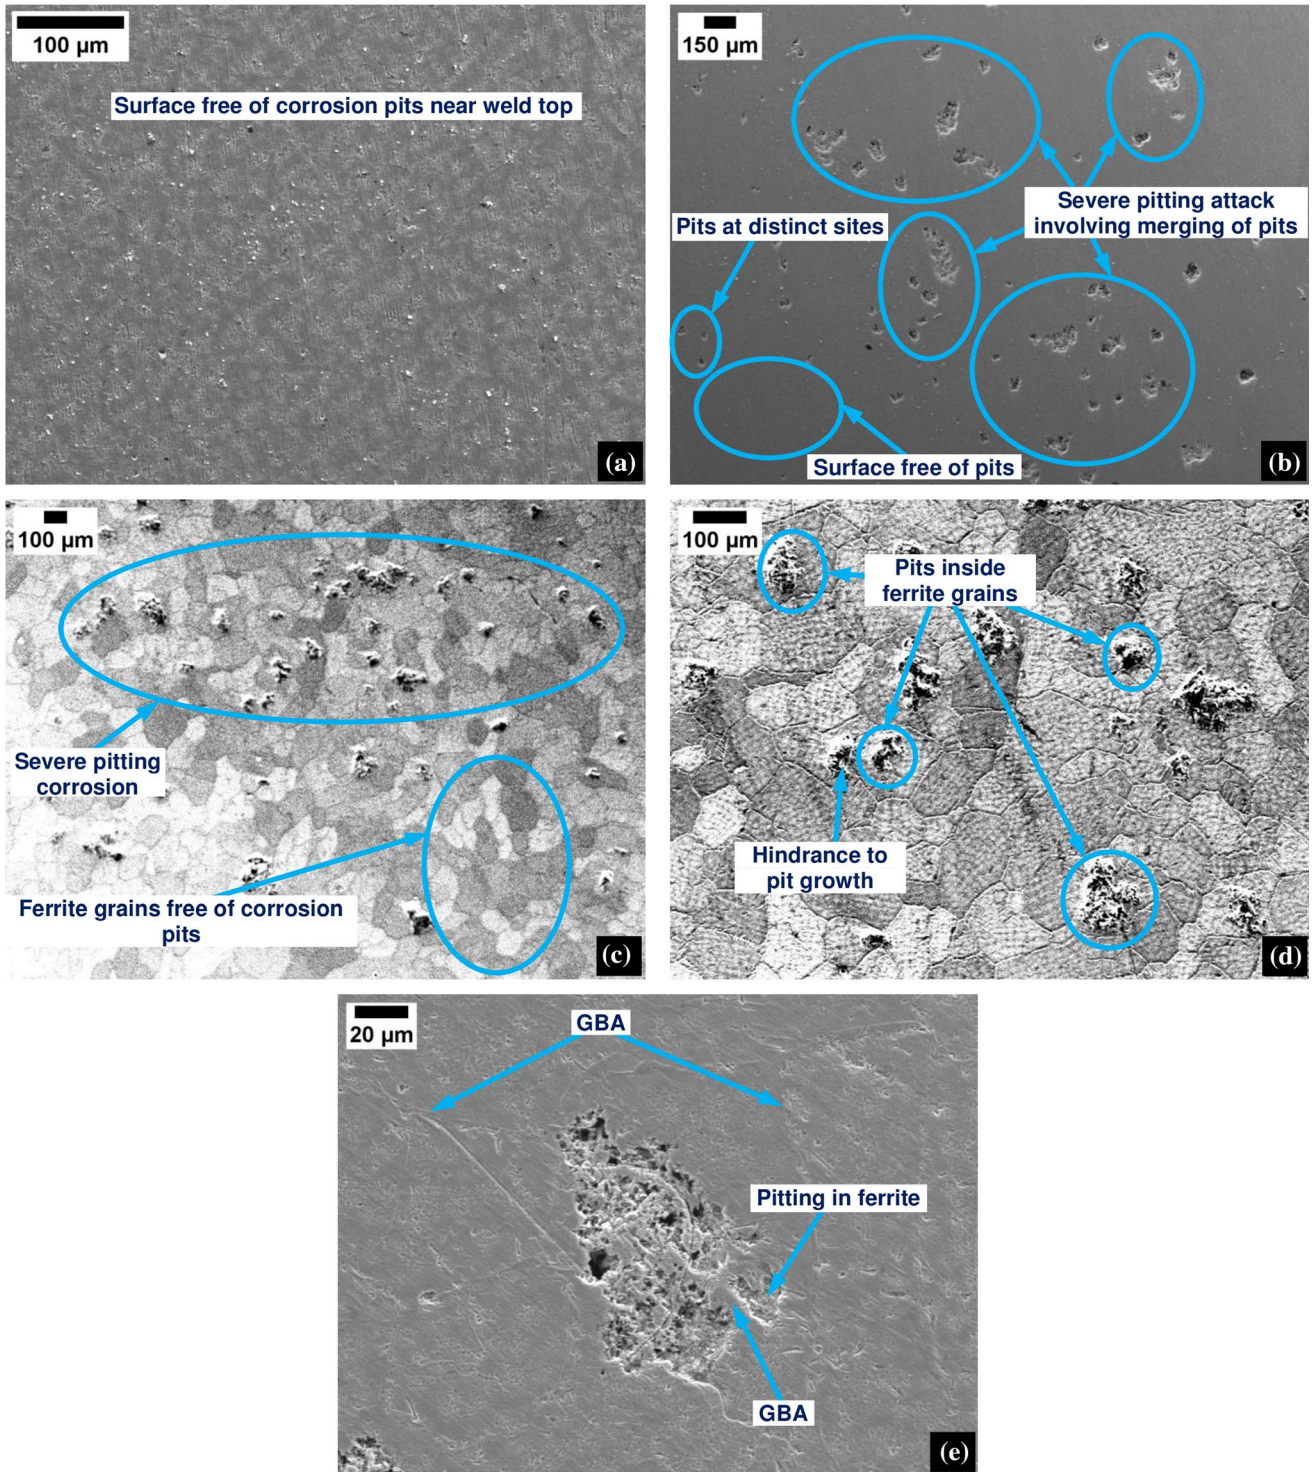 100 µm
Surface free of corrosion pits near weld top
(a)
150 µm
Pits at distinct sites
Severe pitting attack
involving merging of pits
Surface free of pits
(b)
100 µm
Severe pitting
corrosion
Ferrite grains free of corrosion
pits
(c)
100 µm
Pits inside
ferrite grains
Hindrance to
pit growth
(d)
20 µm
GBA
Pitting in ferrite
GBA
(e)